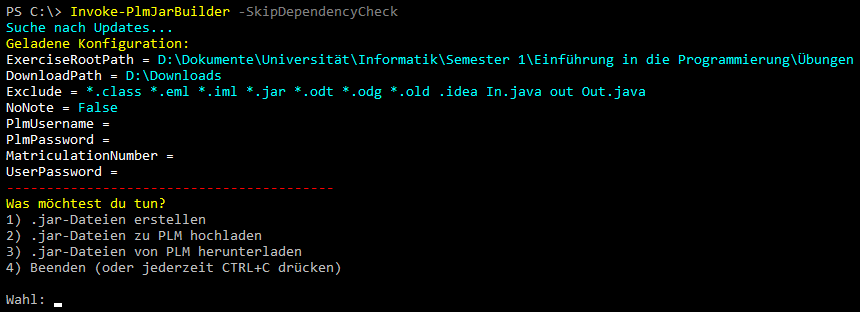 PS C:\> Invoke-PlmJarBuilder -SkipDependencyCheck
Suche nach Updates...
Geladene Konfiguration:
ExerciseRootPath = D:\Dokumente\Universität\Informatik\Semester 1\Einführung in die Programmierung\Übungen
DownloadPath = D:\Downloads
Exclude = *.class *.eml *.iml *.jar *.odt *.odg *.old .idea In.java out Out.java
NoNote = False
PlmUsername =
PlmPassword =
MatriculationNumber =
UserPassword =
-----------------------------------------
Was möchtest du tun?
1) .jar-Dateien erstellen
2) .jar-Dateien zu PLM hochladen
3) .jar-Dateien von PLM herunterladen
4) Beenden (oder jederzeit CTRL+C drücken)
Wahl: